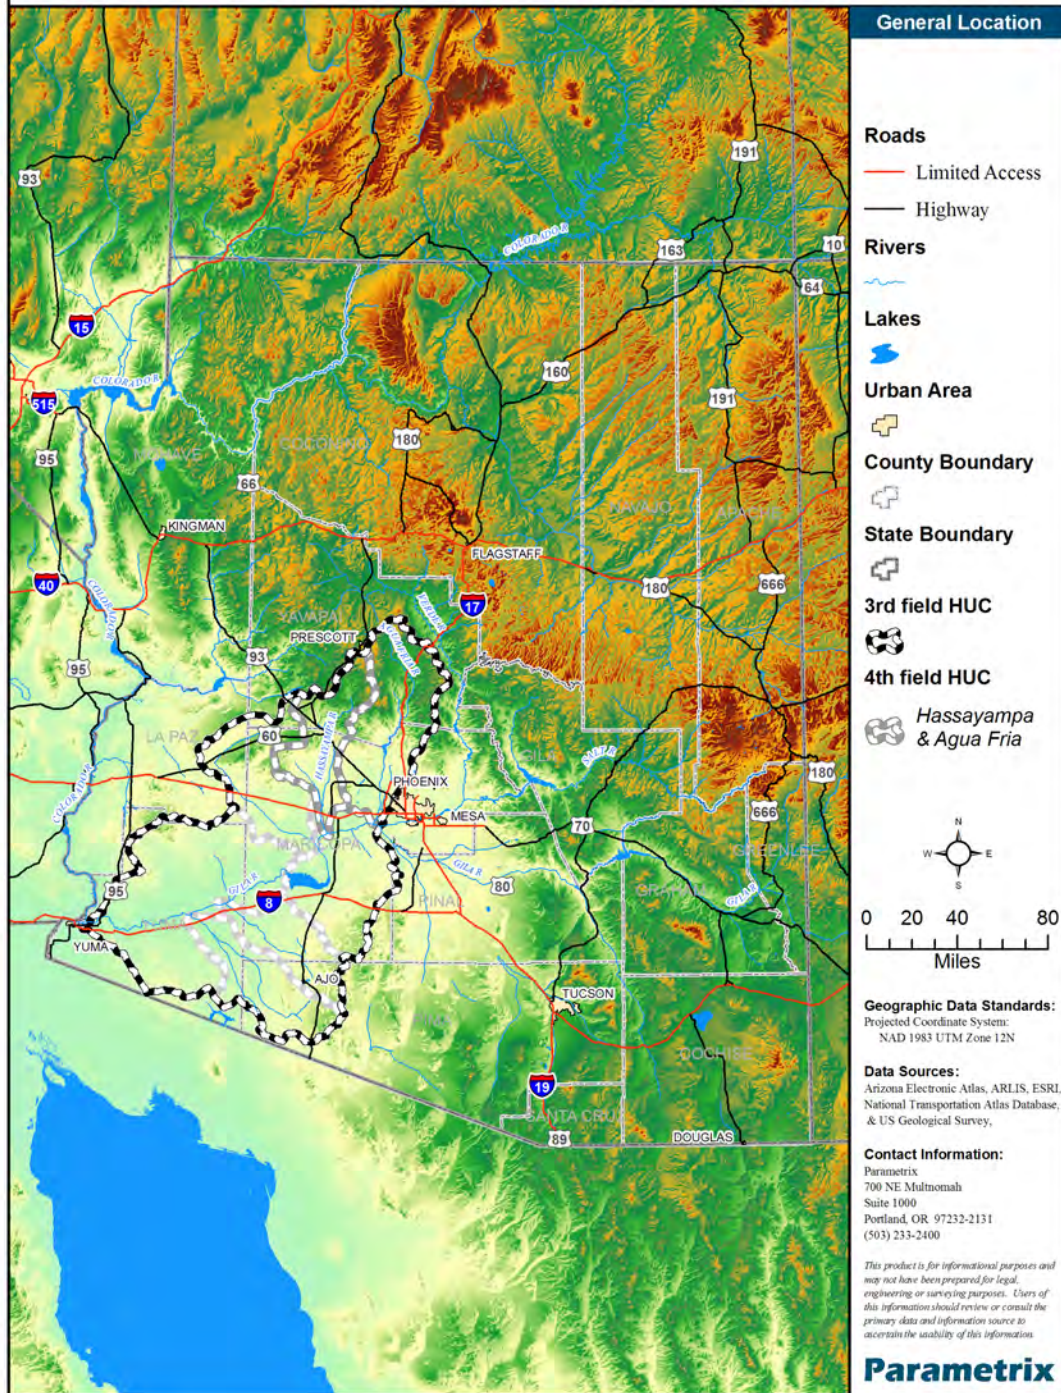 General Location
Roads
Limited Access
Highway
Rivers
Lakes
Urban Area
County Boundary
State Boundary
3rd field HUC
4th field HUC
Hassayampa
& Agua Fria
N
W
E
S
0 20 40 80
Miles
Geographic Data Standards:
Projected Coordinate System:
NAD 1983 UTM Zone 12N
Data Sources:
Arizona Electronic Atlas, ARLIS, ESRI,
National Transportation Atlas Database,
& US Geological Survey,
Contact Information:
Parametrix
700 NE Multnomah
Suite 1000
Portland, OR 97232-2131
(503) 233-2400
This product is for informational purposes and
may not have been prepared for legal,
engineering or surveying purposes. Users of
this information should review or consult the
primary data and information source to
ascertain the usability of this information
Parametrix
191
93
COLORADO R
163
10
64
15
160
COLORADO R
515
191
180
95
MOHAVE
COCONINO
66
NAVAJO
APACHE
KINGMAN
FLAGSTAFF
40
180
666
COLORADO R
17
VERDE R
YAVAPAI
PRESCOTT
AGUA FRIA R
93
95
LA PAZ
60
HASSAYAMPA R
GILA
SALT R
COLORADO R
PHOENIX
180
MESA
666
70
MARICOPA
GREENLEE
GILA R
GILA R
95
80
GRAHAM
GILA R
8
PINAL
YUMA
AJO
TUCSON
PIMA
COCHISE
19
SANTA CRUZ
89
DOUGLAS